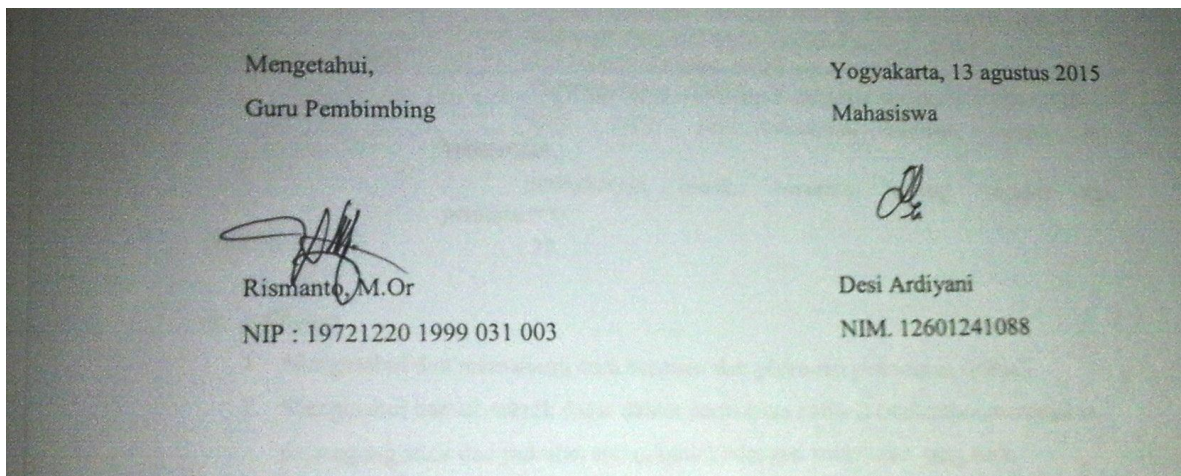 Mengetahui,
Guru Pembimbing
Rismanto, M.Or
NIP : 19721220 1999 031 003
Yogyakarta, 13 agustus 2015
Mahasiswa
Desi Ardiyani
NIM. 12601241088